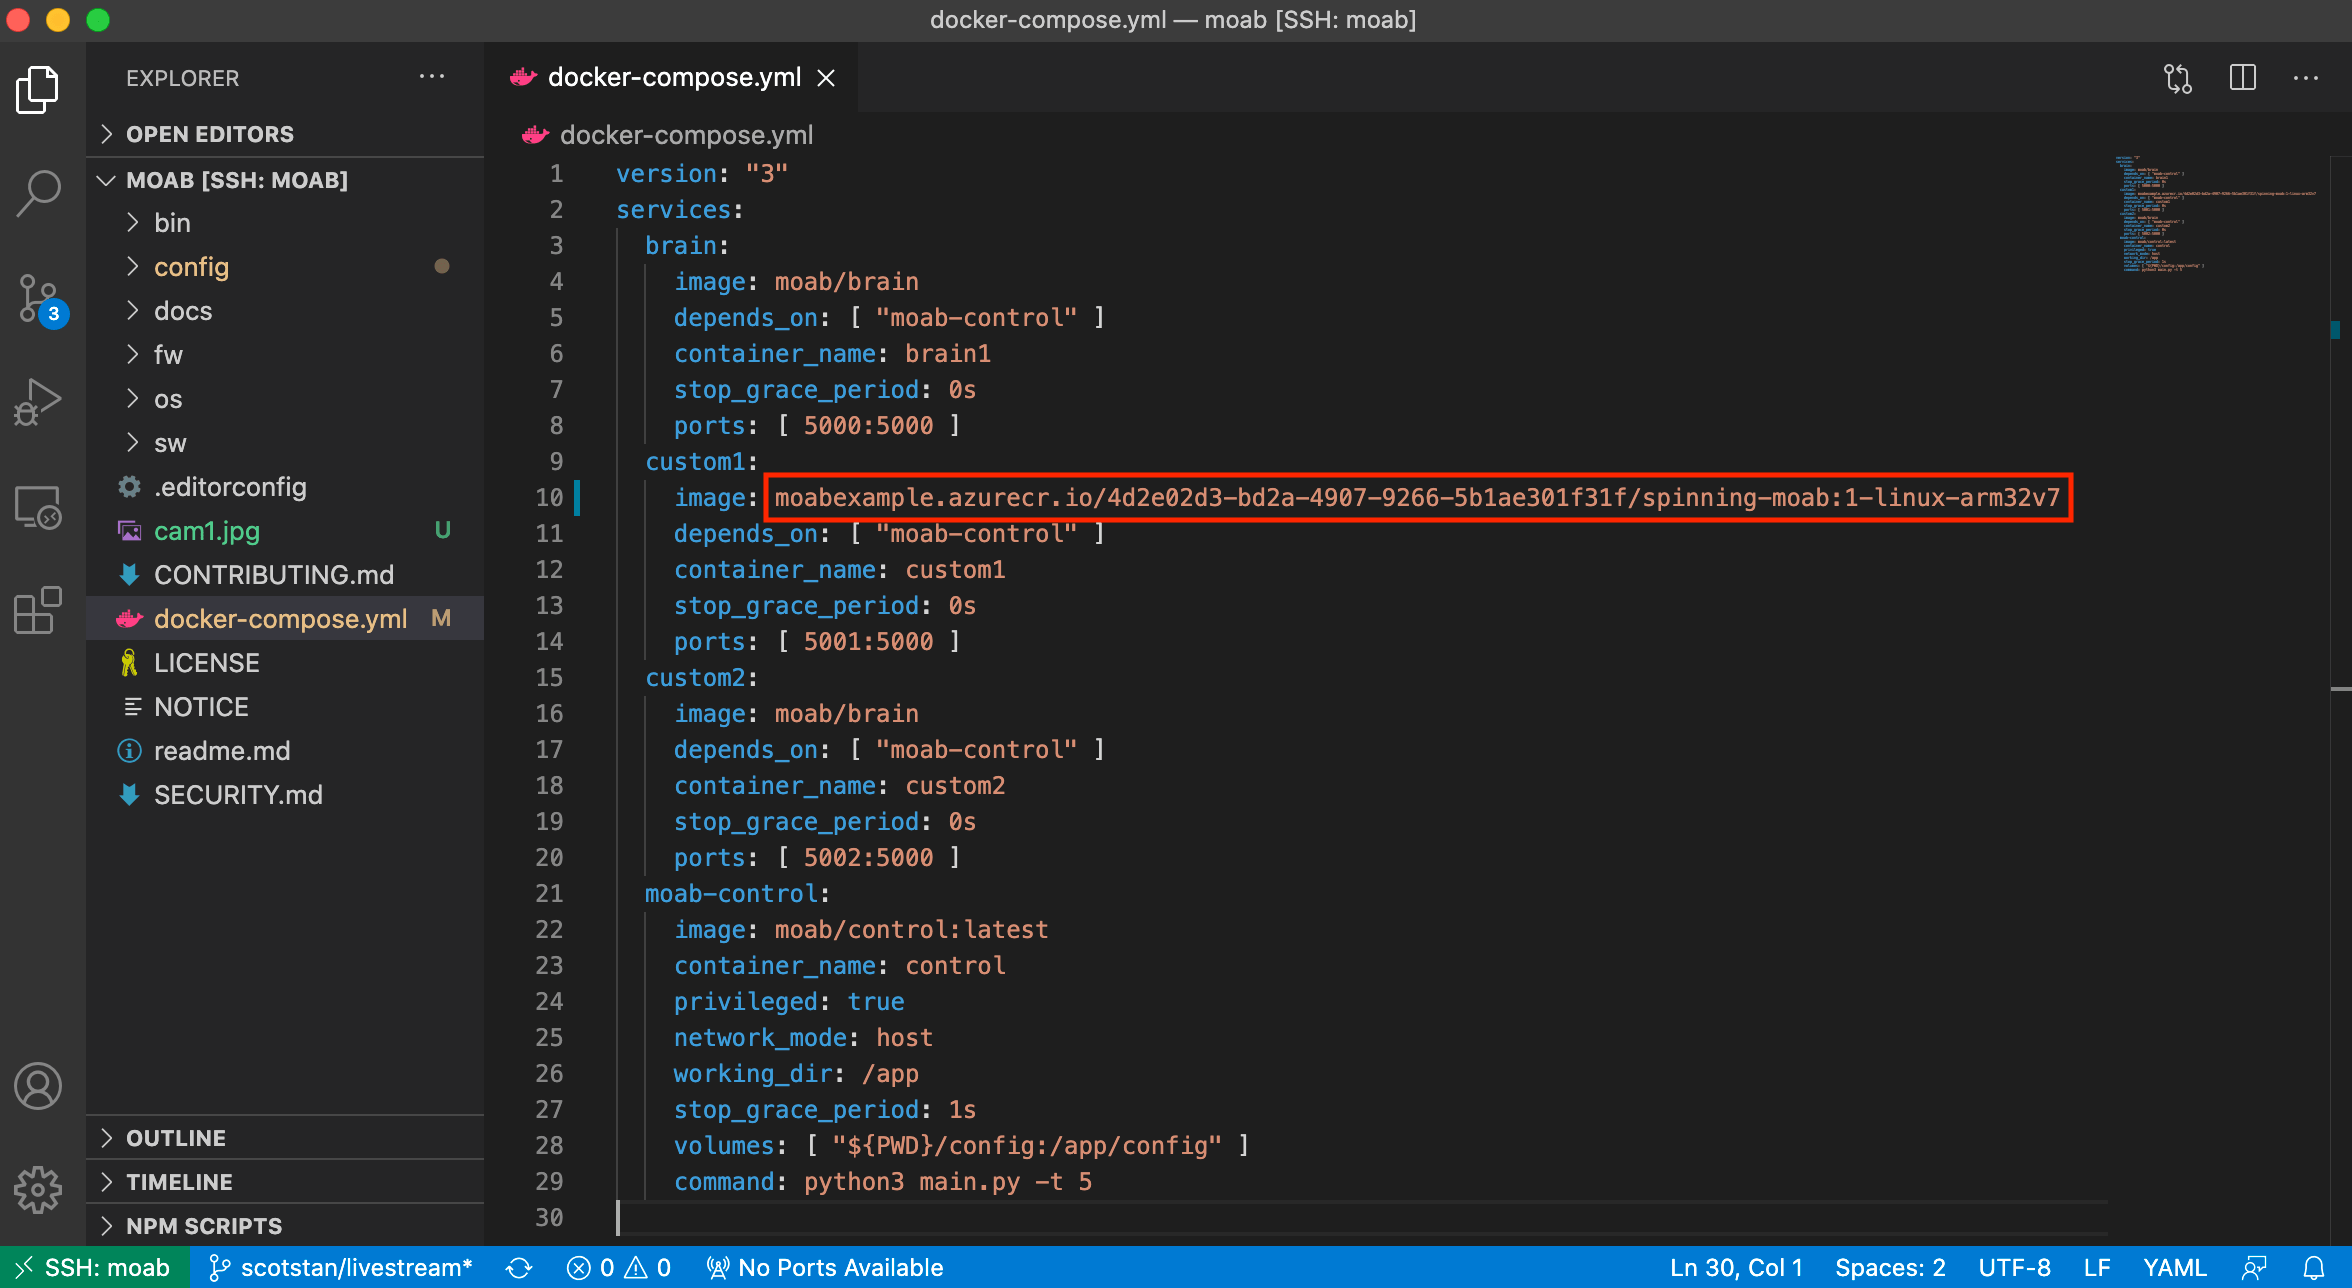 docker-compose.yml — moab [SSH: moab]
EXPLORER
OPEN EDITORS
MOAB [SSH: MOAB]
bin
config
docs
fw
os
sw
.editorconfig
cam1.jpg U
CONTRIBUTING.md
docker-compose.yml M
LICENSE
NOTICE
readme.md
SECURITY.md
OUTLINE
TIMELINE
NPM SCRIPTS
3
docker-compose.yml
docker-compose.yml
1 version: "3"
2 services:
3 brain:
4 image: moab/brain
5 depends_on: [ "moab-control" ]
6 container_name: brain1
7 stop_grace_period: 0s
8 ports: [ 5000:5000 ]
9 custom1:
10 image: moabexample.azurecr.io/4d2e02d3-bd2a-4907-9266-5b1ae301f31f/spinning-moab:1-linux-arm32v7
11 depends_on: [ "moab-control" ]
12 container_name: custom1
13 stop_grace_period: 0s
14 ports: [ 5001:5000 ]
15 custom2:
16 image: moab/brain
17 depends_on: [ "moab-control" ]
18 container_name: custom2
19 stop_grace_period: 0s
20 ports: [ 5002:5000 ]
21 moab-control:
22 image: moab/control:latest
23 container_name: control
24 privileged: true
25 network_mode: host
26 working_dir: /app
27 stop_grace_period: 1s
28 volumes: [ "${PWD}/config:/app/config" ]
29 command: python3 main.py -t 5
30
SSH: moab scotstan/livestream* 0 0 No Ports Available Ln 30, Col 1 Spaces: 2 UTF-8 LF YAML